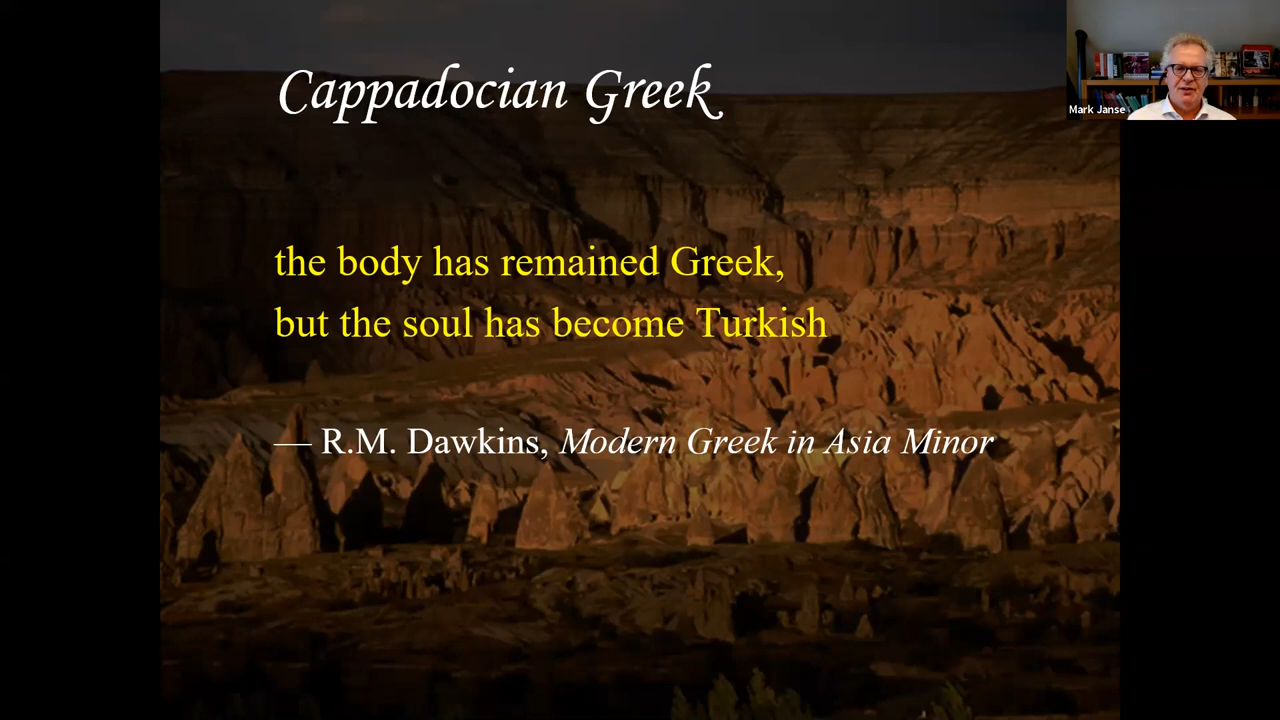 Cappadocian Greek
the body has remained Greek,
but the soul has become Turkish
— R.M. Dawkins, Modern Greek in Asia Minor
Mark Janse